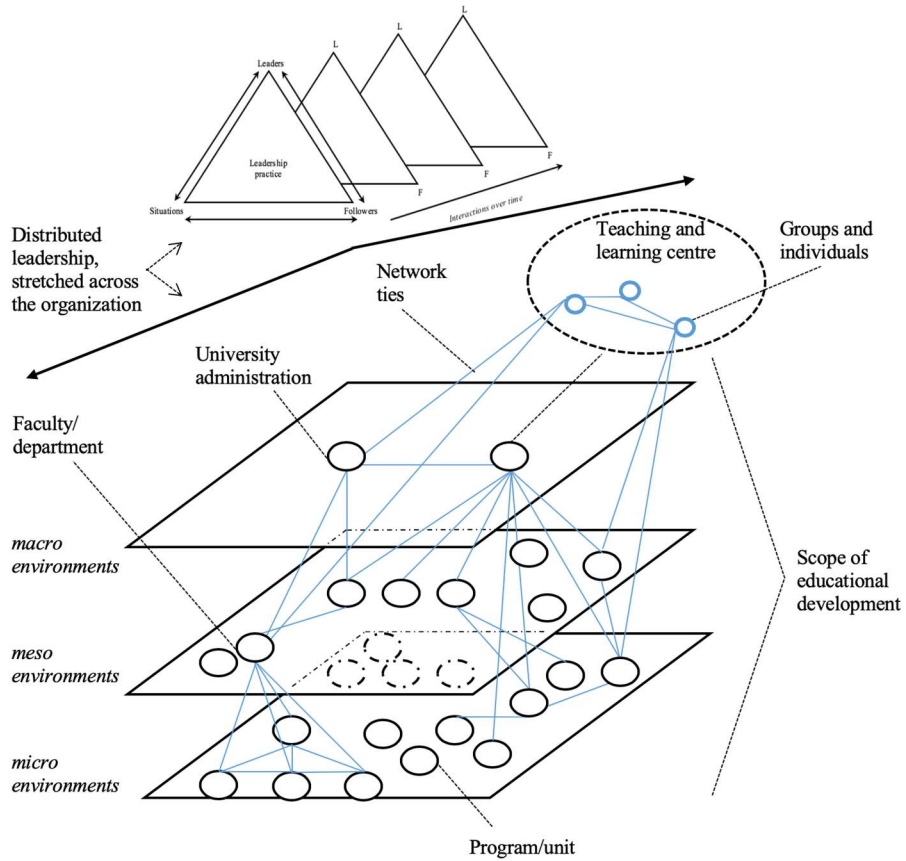 L
L
L
Leaders
Leadership
practice
F
F
F
Situations
Followers
Interactions over time
Distributed
leadership,
stretched across
the organization
Teaching and
learning centre
Groups and
individuals
Network
ties
University
administration
Faculty/
department
macro
environments
Scope of
educational
development
meso
environments
micro
environments
Program/unit